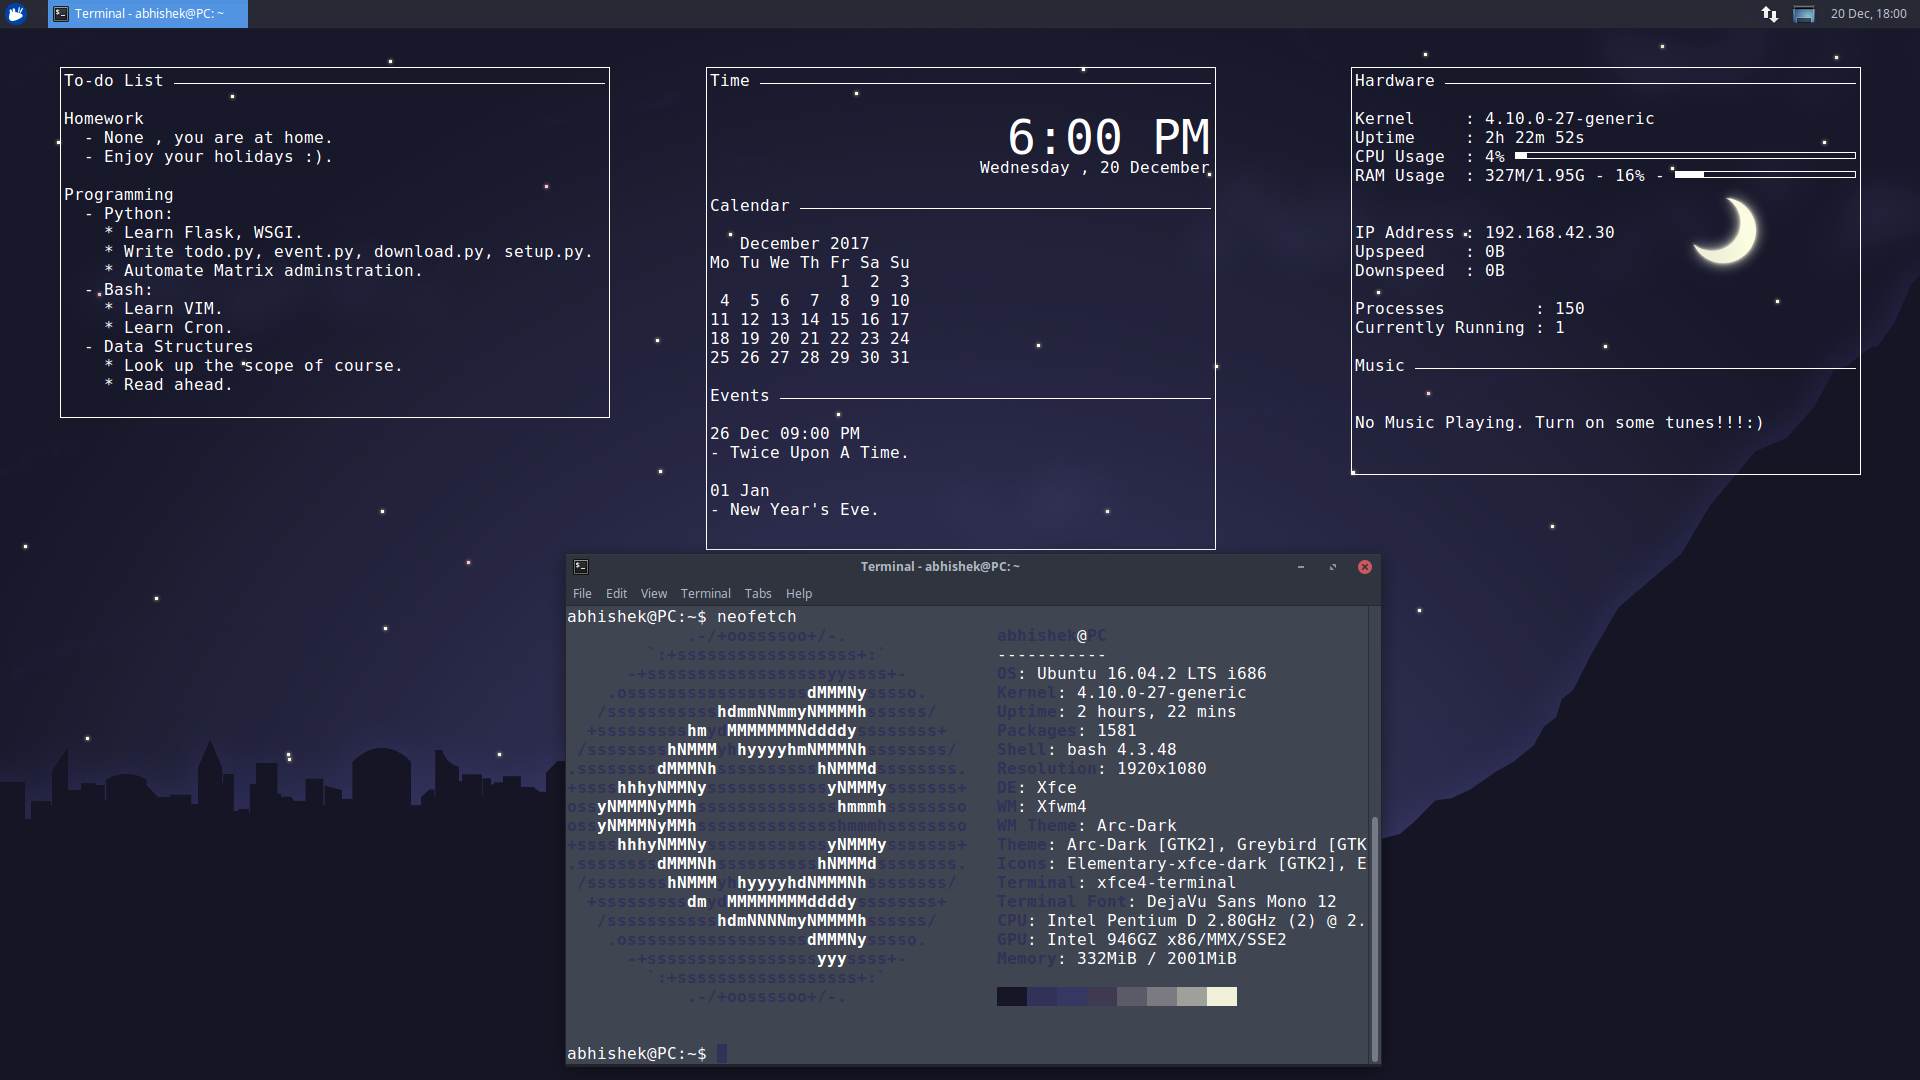 Terminal - abhishek@PC: ~
20 Dec, 18:00
To-do List
Homework
- None , you are at home.
- Enjoy your holidays :).
Programming
- Python:
* Learn Flask, WSGI.
* Write todo.py, event.py, download.py, setup.py.
* Automate Matrix adminstration.
- Bash:
* Learn VIM.
* Learn Cron.
- Data Structures
* Look up the scope of course.
* Read ahead.
Time
6:00 PM
Wednesday , 20 December
Calendar
December 2017
Mo Tu We Th Fr Sa Su
1 2 3
4 5 6 7 8 9 10
11 12 13 14 15 16 17
18 19 20 21 22 23 24
25 26 27 28 29 30 31
Events
26 Dec 09:00 PM
- Twice Upon A Time.
01 Jan
- New Year's Eve.
Hardware
Kernel : 4.10.0-27-generic
Uptime : 2h 22m 52s
CPU Usage : 4%
RAM Usage : 327M/1.95G - 16% -
IP Address : 192.168.42.30
Upspeed : 0B
Downspeed : 0B
Processes : 150
Currently Running : 1
Music
No Music Playing. Turn on some tunes!!!:)
Terminal - abhishek@PC: ~
File Edit View Terminal Tabs Help
abhishek@PC:~$ neofetch
abhishek@PC
-----------
OS: Ubuntu 16.04.2 LTS i686
Kernel: 4.10.0-27-generic
Uptime: 2 hours, 22 mins
Packages: 1581
Shell: bash 4.3.48
Resolution: 1920x1080
DE: Xfce
WM: Xfwm4
WM Theme: Arc-Dark
Theme: Arc-Dark [GTK2], Greybird [GTK
Icons: Elementary-xfce-dark [GTK2], E
Terminal: xfce4-terminal
Terminal Font: DejaVu Sans Mono 12
CPU: Intel Pentium D 2.80GHz (2) @ 2.
GPU: Intel 946GZ x86/MMX/SSE2
Memory: 332MiB / 2001MiB
abhishek@PC:~$